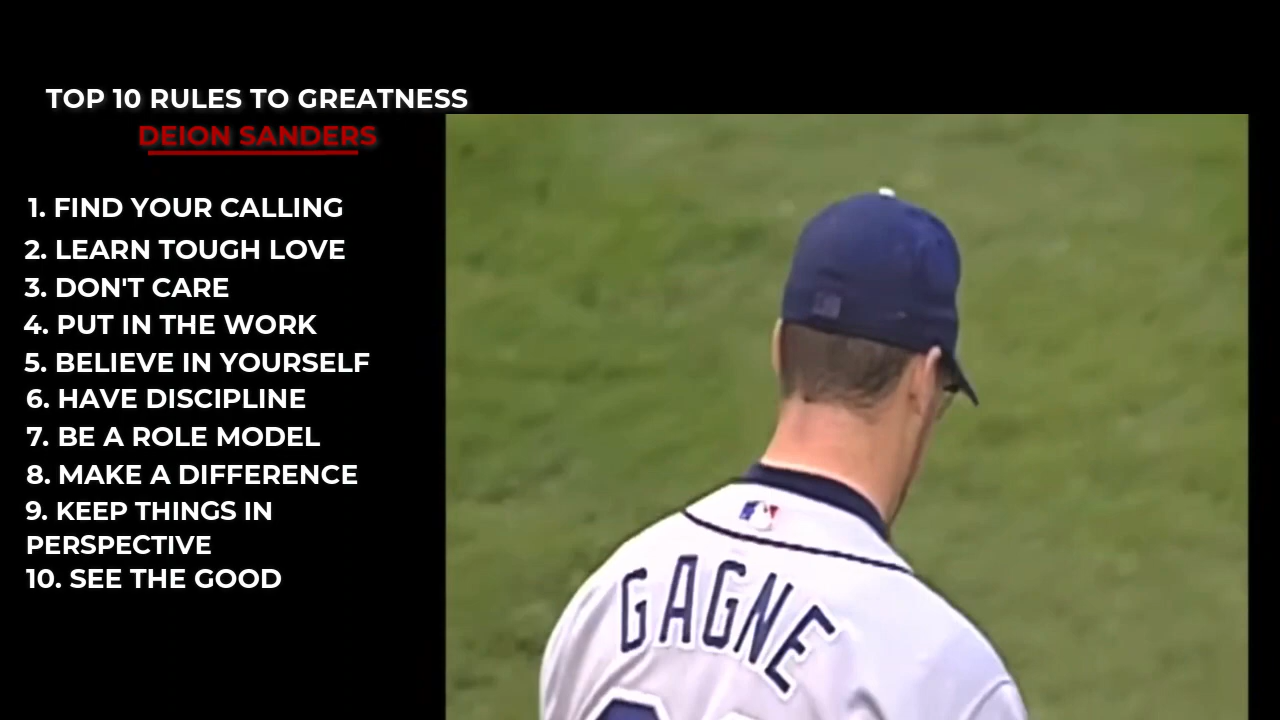 TOP 10 RULES TO GREATNESS
DEION SANDERS
1. FIND YOUR CALLING
2. LEARN TOUGH LOVE
3. DON'T CARE
4. PUT IN THE WORK
5. BELIEVE IN YOURSELF
6. HAVE DISCIPLINE
7. BE A ROLE MODEL
8. MAKE A DIFFERENCE
9. KEEP THINGS IN
PERSPECTIVE
10. SEE THE GOOD
GAGNE